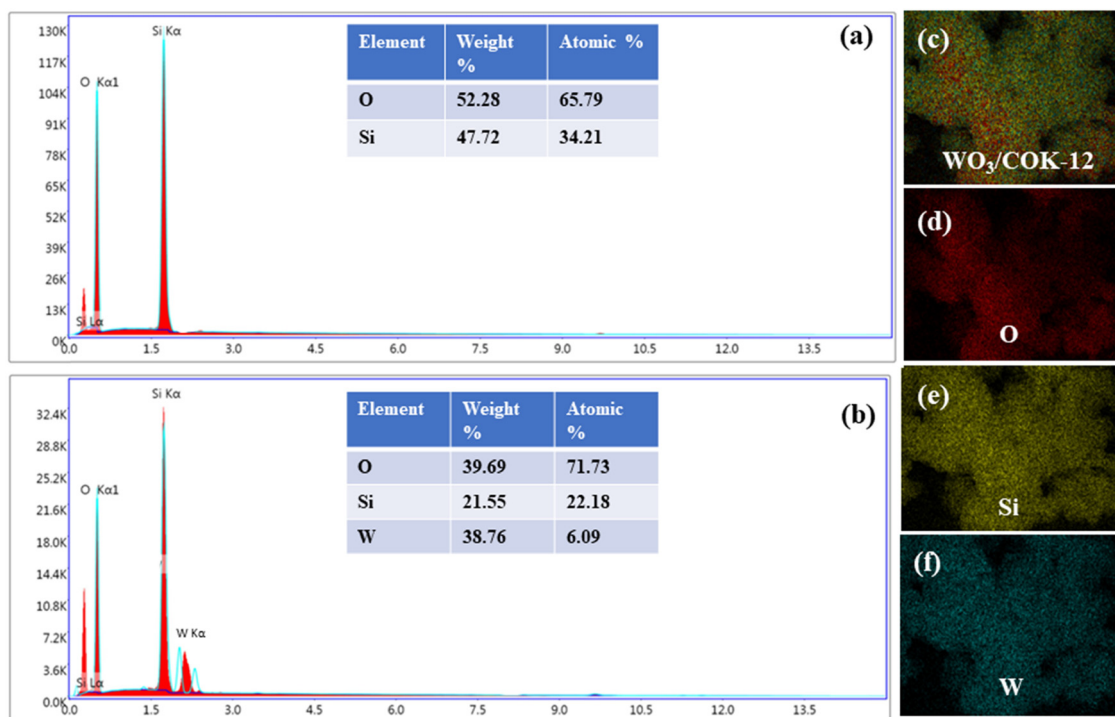 (a)
130K
117K
104K
91K
78K
65K
52K
39K
26K
13K
0K
Si Kα
O Kα1
Si Lα
0.0 1.5 3.0 4.5 6.0 7.5 9.0 10.5 12.0 13.5
Element Weight % Atomic %
O 52.28 65.79
Si 47.72 34.21
(b)
32.4K
28.8K
25.2K
21.6K
18.0K
14.4K
10.8K
7.2K
3.6K
0.0K
Si Kα
O Kα1
W Kα
Si Lα
0.0 1.5 3.0 4.5 6.0 7.5 9.0 10.5 12.0 13.5
Element Weight % Atomic %
O 39.69 71.73
Si 21.55 22.18
W 38.76 6.09
(c)
WO₃/COK-12
(d)
O
(e)
Si
(f)
W